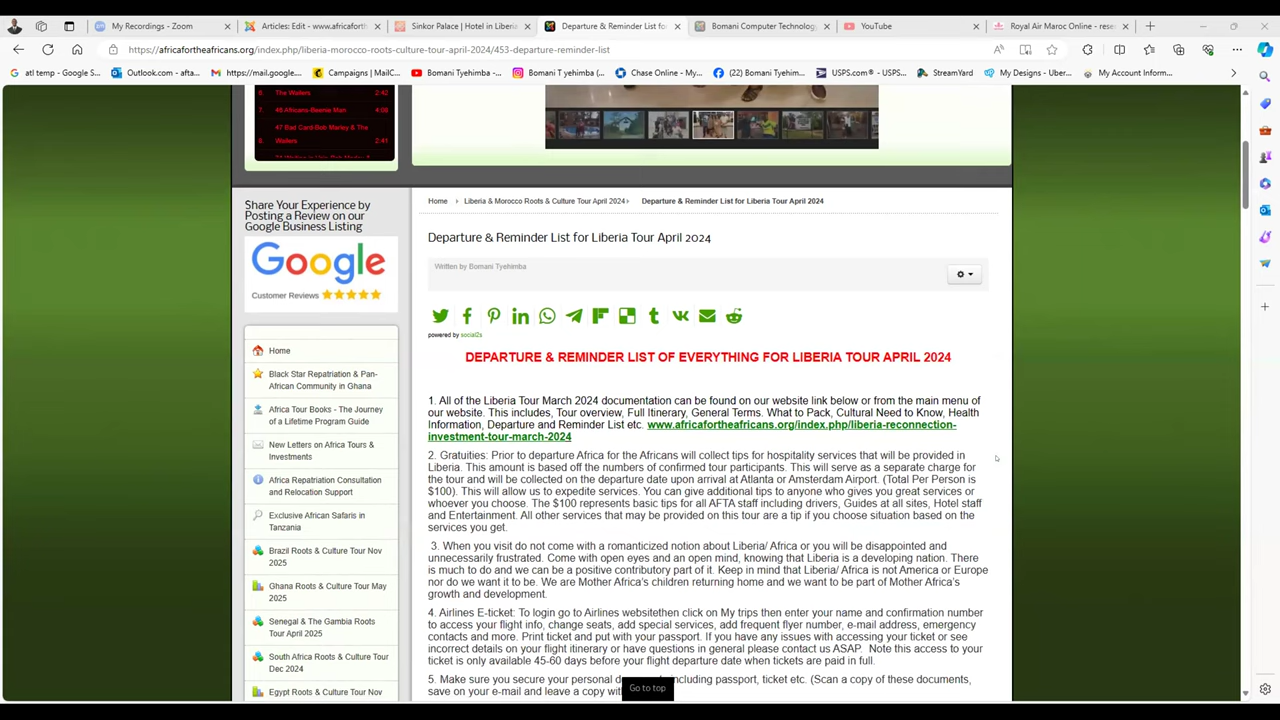 My Recordings - Zoom
Articles: Edit - www.africaforth
Sinkor Palace | Hotel in Liberia
Departure & Reminder List for
Bomani Computer Technology
YouTube
Royal Air Maroc Online - rese
https://africafortheafricans.org/index.php/liberia-morocco-roots-culture-tour-april-2024/453-departure-reminder-list
atl temp - Google S...
Outlook.com - afta...
https://mail.google....
Campaigns | MailC...
Bomani Tyehimba -...
Bomani T yehimba (...
Chase Online - My...
(22) Bomani Tyehim...
USPS.com® - USPS...
StreamYard
My Designs - Uber...
My Account Inform...
The Wailers
2:42
7. 45 Africans-Beenie Man
4:09
47 Bad Card-Bob Marley & The
8. Wailers
2:41
Share Your Experience by
Posting a Review on our
Google Business Listing
Google
Customer Reviews
Home
Black Star Repatriation & Pan-
African Community in Ghana
Africa Tour Books - The Journey
of a Lifetime Program Guide
New Letters on Africa Tours &
Investments
Africa Repatriation Consultation
and Relocation Support
Exclusive African Safaris in
Tanzania
Brazil Roots & Culture Tour Nov
2025
Ghana Roots & Culture Tour May
2025
Senegal & The Gambia Roots
Tour April 2025
South Africa Roots & Culture Tour
Dec 2024
Egypt Roots & Culture Tour Nov
Home › Liberia & Morocco Roots & Culture Tour April 2024 › Departure & Reminder List for Liberia Tour April 2024
Departure & Reminder List for Liberia Tour April 2024
Written by Bomani Tyehimba
powered by social2s
DEPARTURE & REMINDER LIST OF EVERYTHING FOR LIBERIA TOUR APRIL 2024
1. All of the Liberia Tour March 2024 documentation can be found on our website link below or from the main menu of
our website. This includes, Tour overview, Full Itinerary, General Terms. What to Pack, Cultural Need to Know, Health
Information, Departure and Reminder List etc. www.africafortheafricans.org/index.php/liberia-reconnection-
investment-tour-march-2024
2. Gratuities: Prior to departure Africa for the Africans will collect tips for hospitality services that will be provided in
Liberia. This amount is based off the numbers of confirmed tour participants. This will serve as a separate charge for
the tour and will be collected on the departure date upon arrival at Atlanta or Amsterdam Airport. (Total Per Person is
$100). This will allow us to expedite services. You can give additional tips to anyone who gives you great services or
whoever you choose. The $100 represents basic tips for all AFTA staff including drivers, Guides at all sites, Hotel staff
and Entertainment. All other services that may be provided on this tour are a tip if you choose situation based on the
services you get.
3. When you visit do not come with a romanticized notion about Liberia/ Africa or you will be disappointed and
unnecessarily frustrated. Come with open eyes and an open mind, knowing that Liberia is a developing nation. There
is much to do and we can be a positive contributory part of it. Keep in mind that Liberia/ Africa is not America or Europe
nor do we want it to be. We are Mother Africa's children returning home and we want to be part of Mother Africa's
growth and development.
4. Airlines E-ticket: To login go to Airlines websitethen click on My trips then enter your name and confirmation number
to access your flight info, change seats, add special services, add frequent flyer number, e-mail address, emergency
contacts and more. Print ticket and put with your passport. If you have any issues with accessing your ticket or see
incorrect details on your flight itinerary or have questions in general please contact us ASAP. Note this access to your
ticket is only available 45-60 days before your flight departure date when tickets are paid in full.
5. Make sure you secure your personal d including passport, ticket etc. (Scan a copy of these documents,
save on your e-mail and leave a copy
Go to top